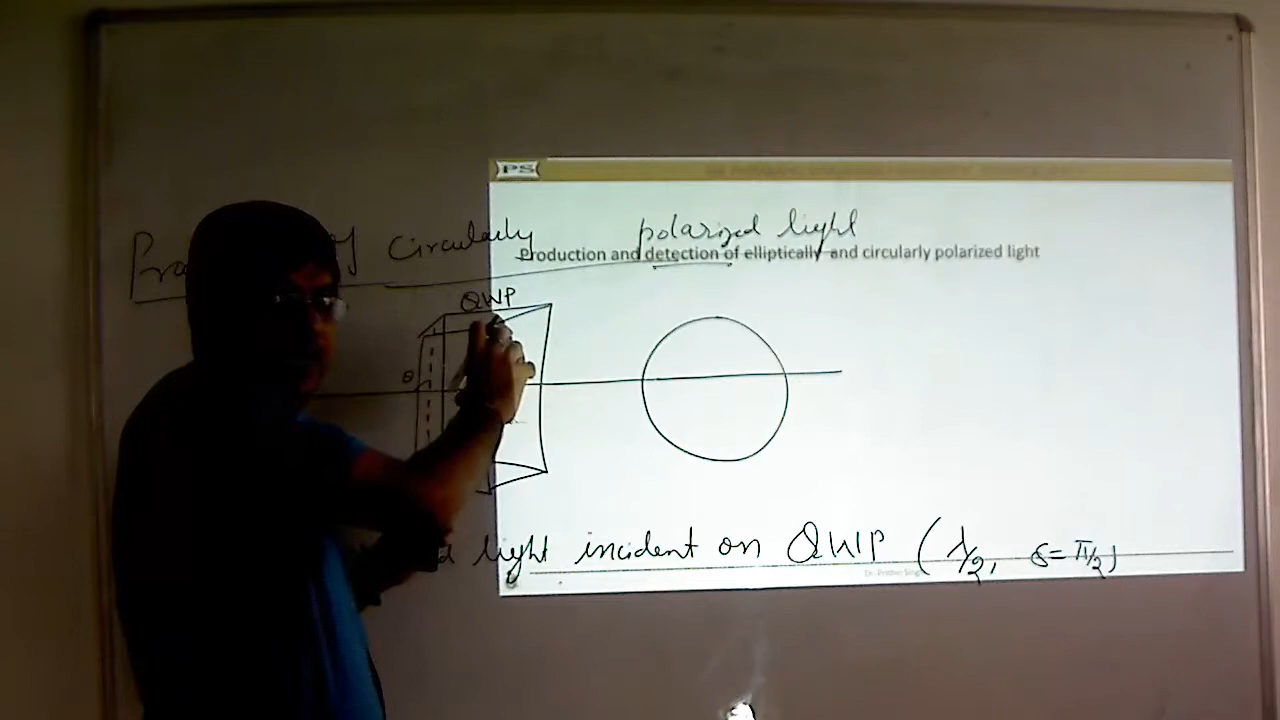 PS
of Circularly polarized light
Production and detection of elliptically and circularly polarized light
QWP
θ
light incident on QWP (λ/2, δ=π/2)